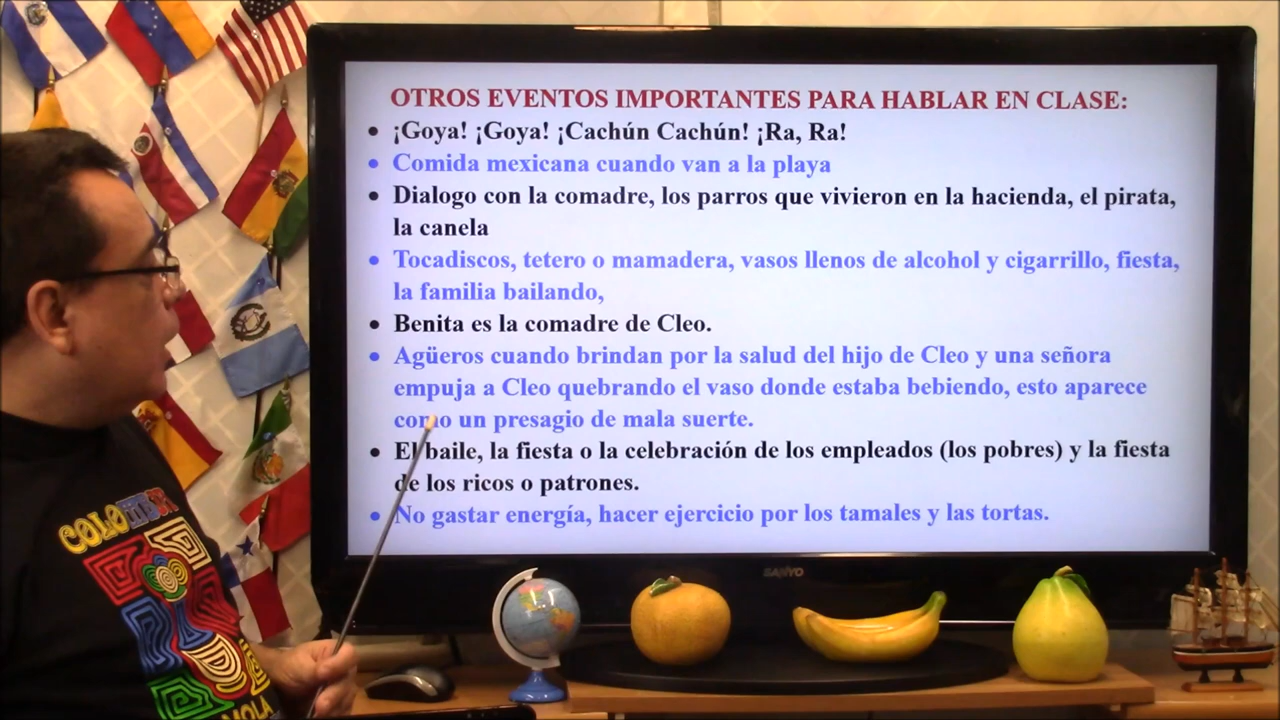 OTROS EVENTOS IMPORTANTES PARA HABLAR EN CLASE:
• ¡Goya! ¡Goya! ¡Cachún Cachún! ¡Ra, Ra!
• Comida mexicana cuando van a la playa
• Dialogo con la comadre, los parros que vivieron en la hacienda, el pirata,
la canela
• Tocadiscos, tetero o mamadera, vasos llenos de alcohol y cigarrillo, fiesta,
la familia bailando,
• Benita es la comadre de Cleo.
• Agüeros cuando brindan por la salud del hijo de Cleo y una señora
empuja a Cleo quebrando el vaso donde estaba bebiendo, esto aparece
como un presagio de mala suerte.
• El baile, la fiesta o la celebración de los empleados (los pobres) y la fiesta
de los ricos o patrones.
• No gastar energía, hacer ejercicio por los tamales y las tortas.
SANYO
MOLA